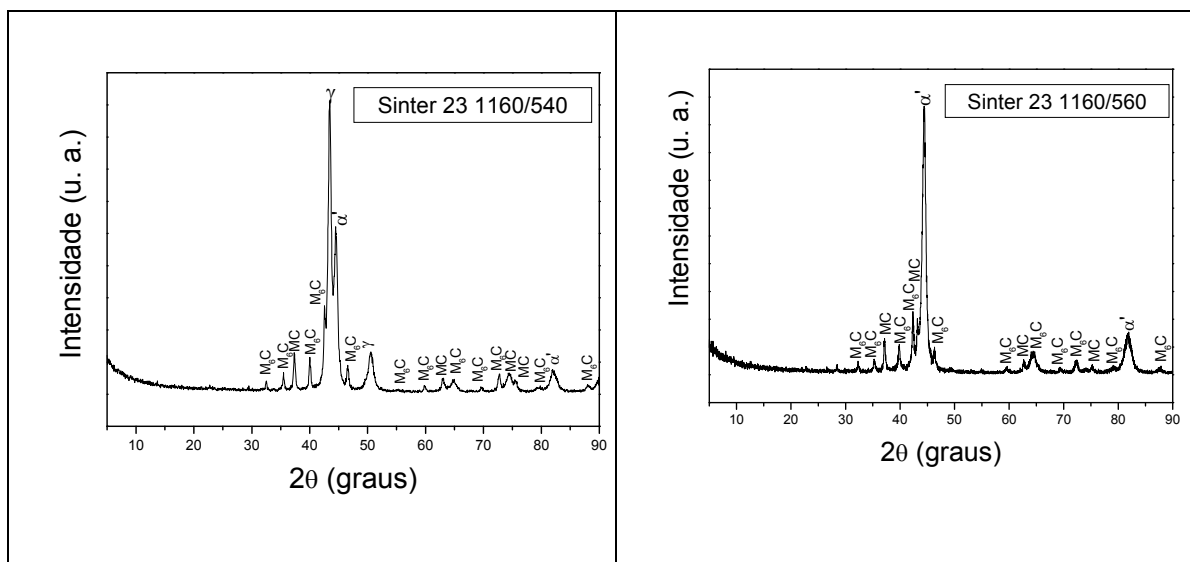 Sinter 23 1160/540
Intensidade (u. a.)
M₆C
M₆C
MC
M₆C
M₆C
γ
α'
M₆C
γ
M₆C
M₆C
MC
M₆C
M₆C
M₆C
MC
MC
M₆C
α'
M₆C
10 20 30 40 50 60 70 80 90
2θ (graus)
Sinter 23 1160/560
Intensidade (u. a.)
M₆C
M₆C
MC
M₆C
M₆C
MC
α'
M₆C
M₆C
MC
M₆C
M₆C
M₆C
MC
M₆C
α'
M₆C
10 20 30 40 50 60 70 80 90
2θ (graus)